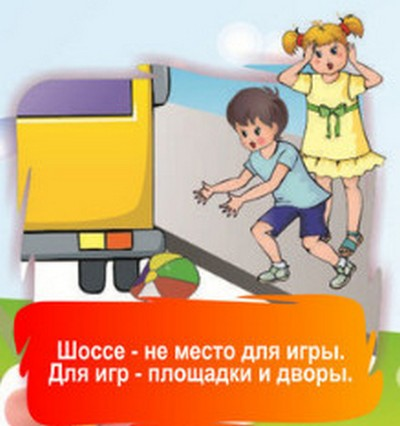 Шоссе - не место для игры.
Для игр - площадки и дворы.